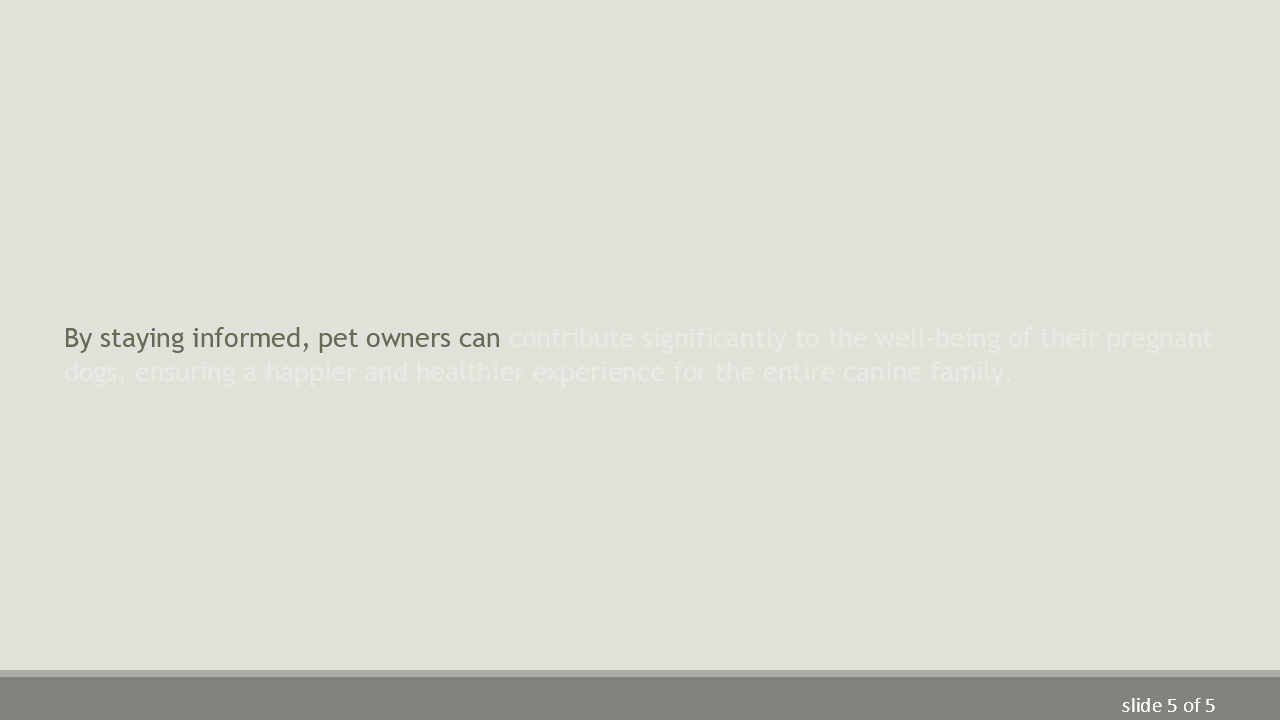 By staying informed, pet owners can contribute significantly to the well-being of their pregnant
dogs, ensuring a happier and healthier experience for the entire canine family.
slide 5 of 5